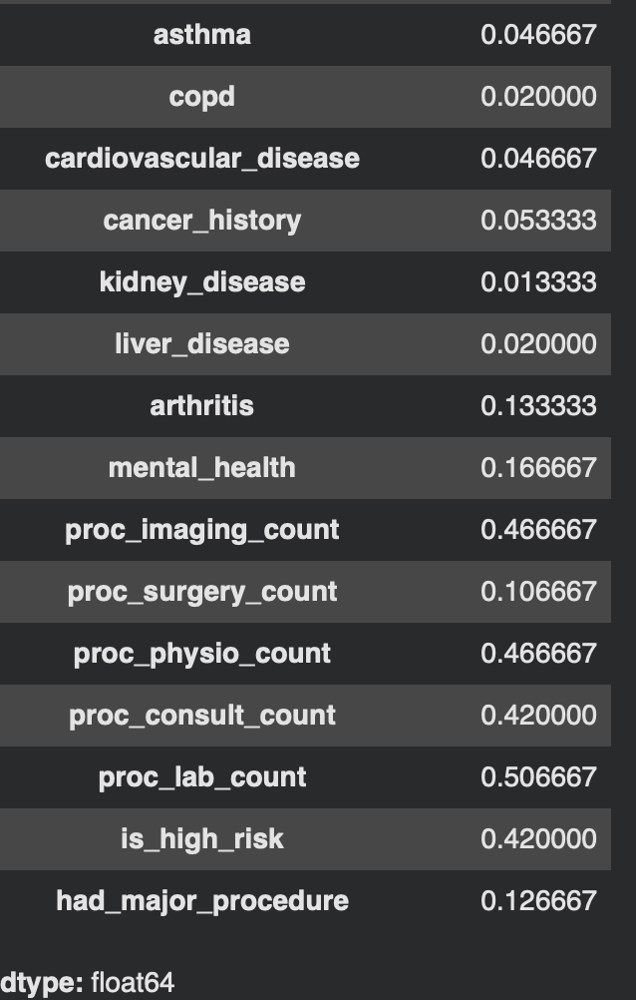 asthma 0.046667
copd 0.020000
cardiovascular_disease 0.046667
cancer_history 0.053333
kidney_disease 0.013333
liver_disease 0.020000
arthritis 0.133333
mental_health 0.166667
proc_imaging_count 0.466667
proc_surgery_count 0.106667
proc_physio_count 0.466667
proc_consult_count 0.420000
proc_lab_count 0.506667
is_high_risk 0.420000
had_major_procedure 0.126667
dtype: float64